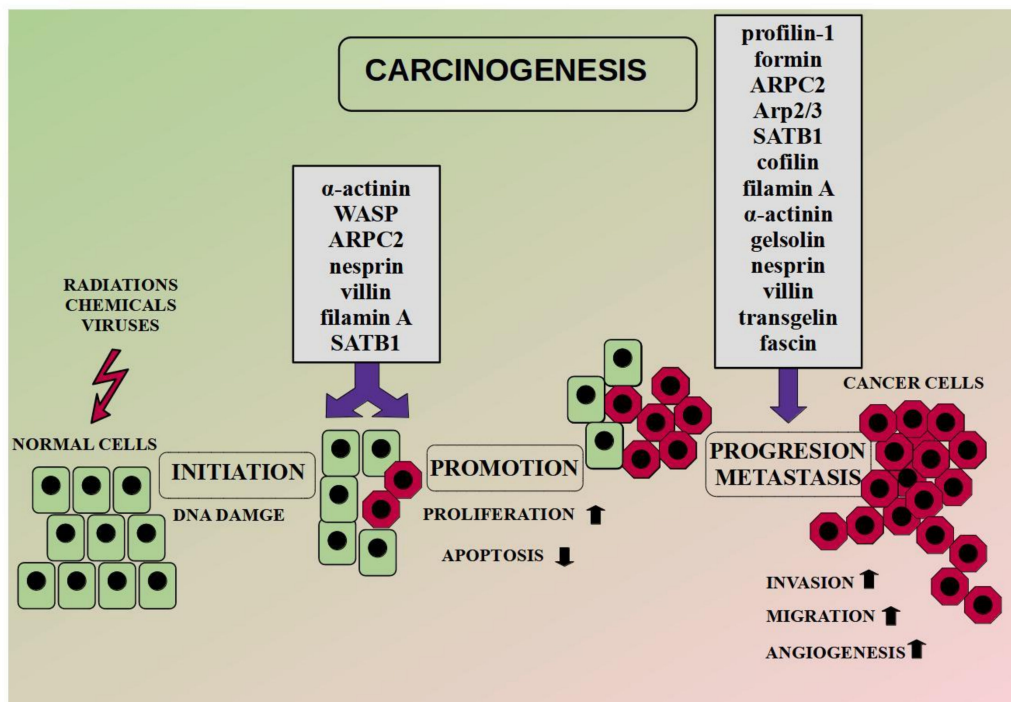 CARCINOGENESIS
profilin-1
formin
ARPC2
Arp2/3
SATB1
cofilin
filamin A
α-actinin
gelsolin
nesprin
villin
transgelin
fascin
α-actinin
WASP
ARPC2
nesprin
villin
filamin A
SATB1
RADIATIONS
CHEMICALS
VIRUSES
NORMAL CELLS
INITIATION
DNA DAMGE
PROMOTION
PROLIFERATION
APOPTOSIS
CANCER CELLS
PROGRESION
METASTASIS
INVASION
MIGRATION
ANGIOGENESIS